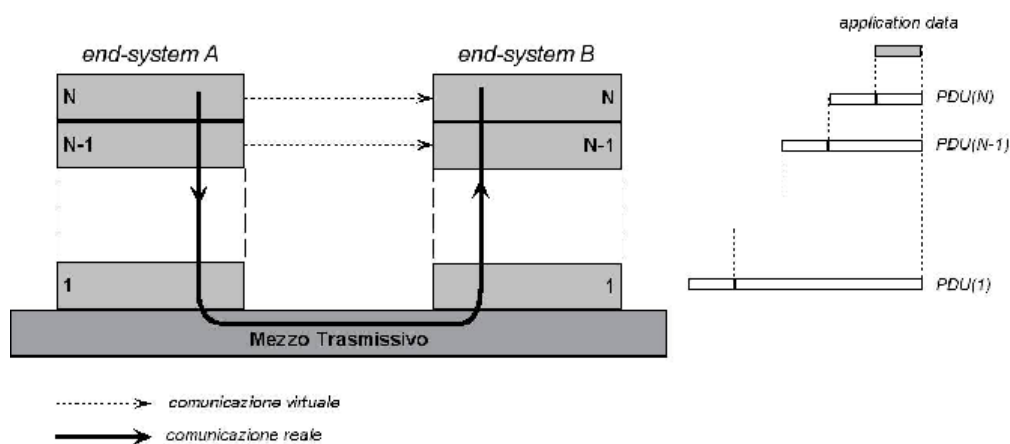 application data
end-system A
end-system B
N
N
PDU(N)
N-1
N-1
PDU(N-1)
1
1
PDU(1)
Mezzo Trasmissivo
comunicazione virtuale
comunicazione reale